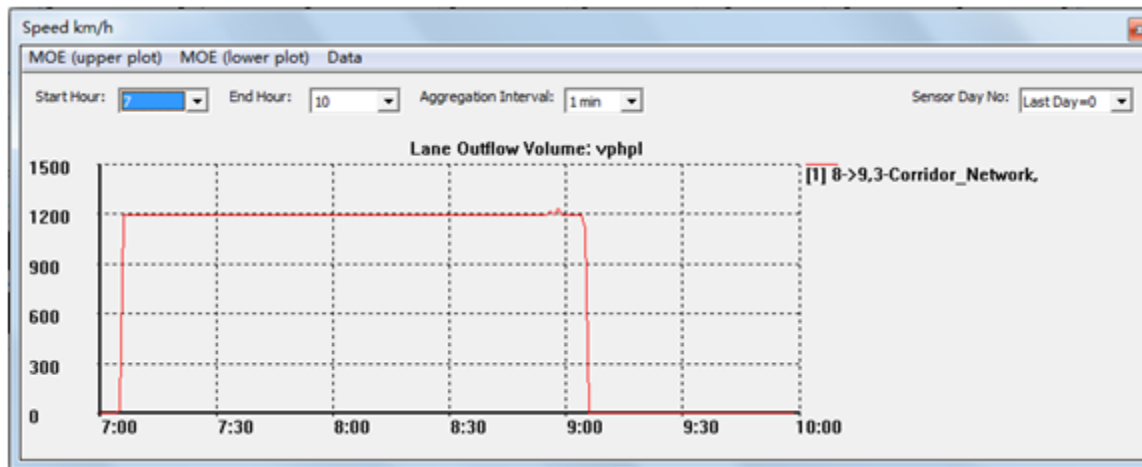 Speed km/h
MOE (upper plot) MOE (lower plot) Data
Start Hour: 7 End Hour: 10 Aggregation Interval: 1 min Sensor Day No: Last Day=0
Lane Outflow Volume: vphpl
1500
[1] 8->9,3-Corridor_Network,
1200
900
600
300
0
7:00 7:30 8:00 8:30 9:00 9:30 10:00